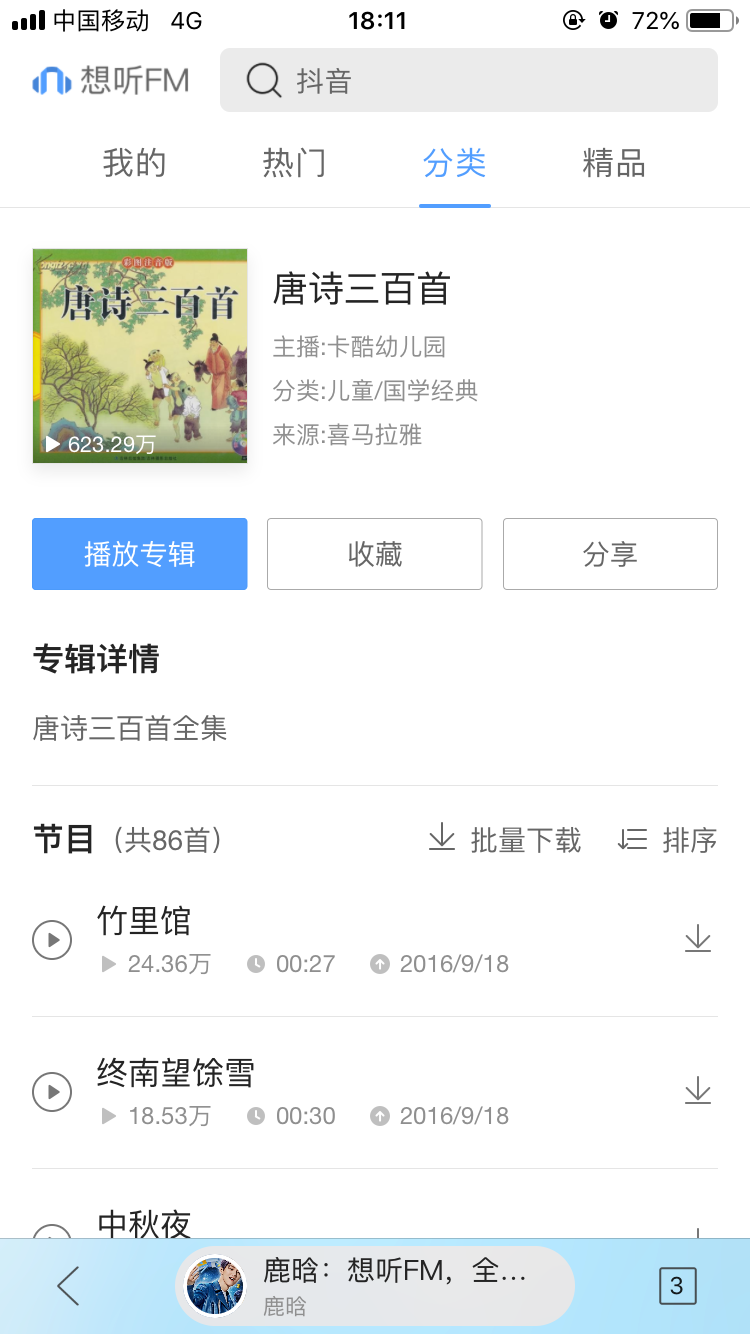 中国移动 4G 18:11 72%
想听FM 抖音
我的 热门 分类 精品
彩图注音版
唐诗三百首
623.29万
唐诗三百首
主播:卡酷幼儿园
分类:儿童/国学经典
来源:喜马拉雅
播放专辑 收藏 分享
专辑详情
唐诗三百首全集
节目（共86首） 批量下载 排序
竹里馆
24.36万 00:27 2016/9/18
终南望馀雪
18.53万 00:30 2016/9/18
中秋夜
鹿晗：想听FM，全...
鹿晗
3